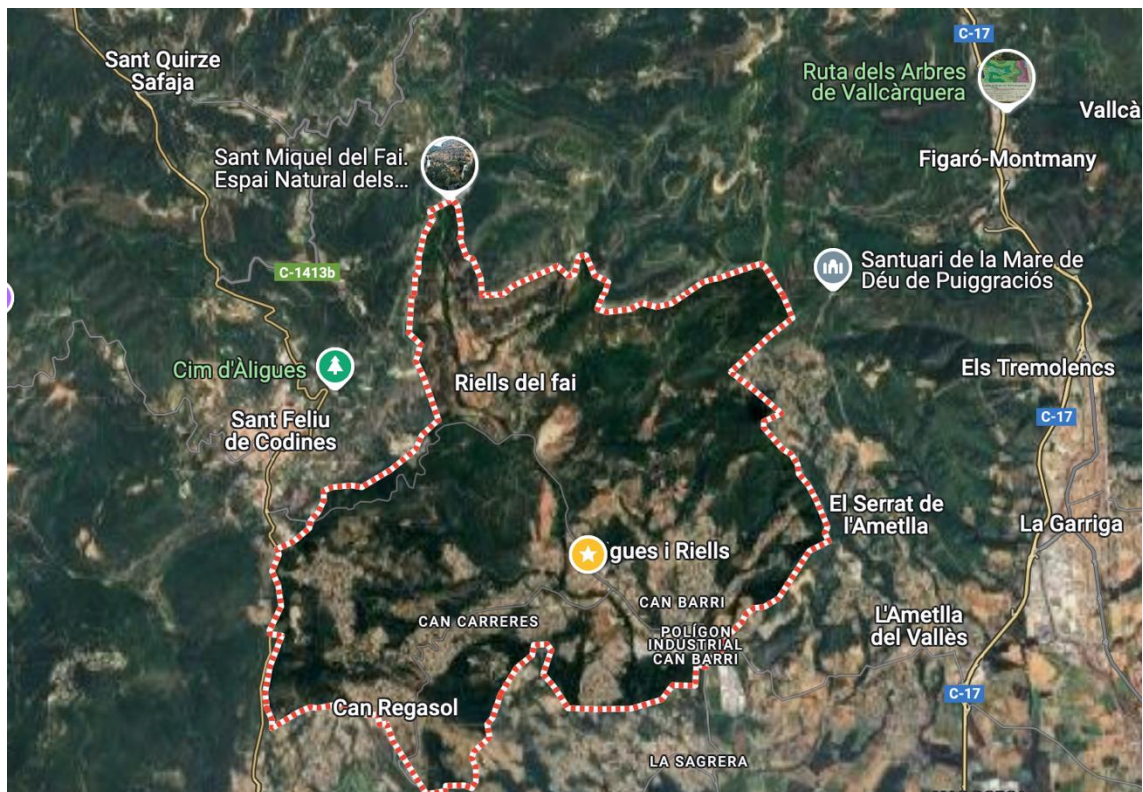 C-17
Sant Quirze
Safaja
Ruta dels Arbres
de Vallcàrquera
Vallcà
Sant Miquel del Fai.
Espai Natural dels...
Figaró-Montmany
C-1413b
Santuari de la Mare de
Déu de Puiggraciós
Cim d'Àligues
Riells del fai
Els Tremolencs
C-17
Sant Feliu
de Codines
El Serrat de
l'Ametlla
La Garriga
gues i Riells
CAN BARRI
CAN CARRERES
L'Ametlla
del Vallès
POLÍGON
INDUSTRIAL
CAN BARRI
C-17
Can Regasol
LA SAGRERA